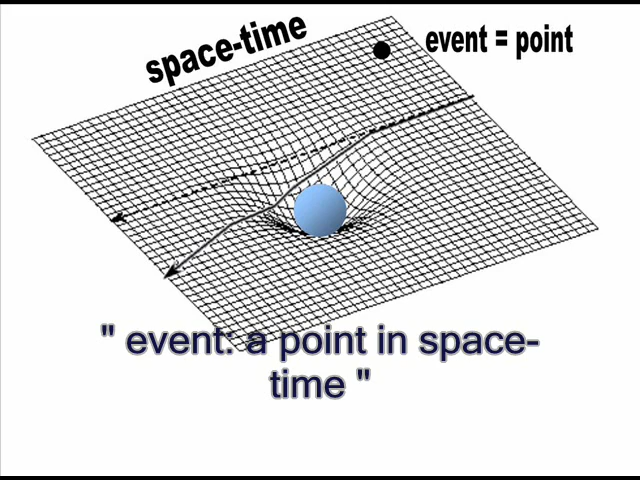 space-time
event = point
" event: a point in space-
time "